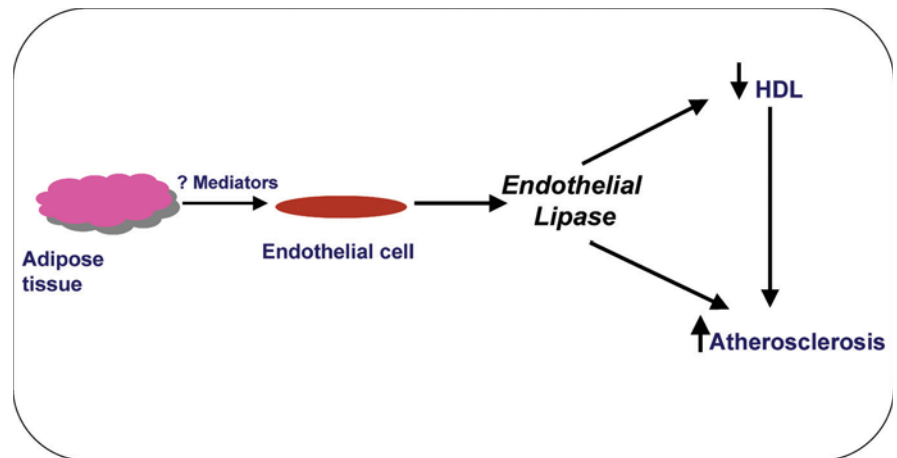 HDL
? Mediators
Endothelial
Lipase
Endothelial cell
Adipose
tissue
Atherosclerosis